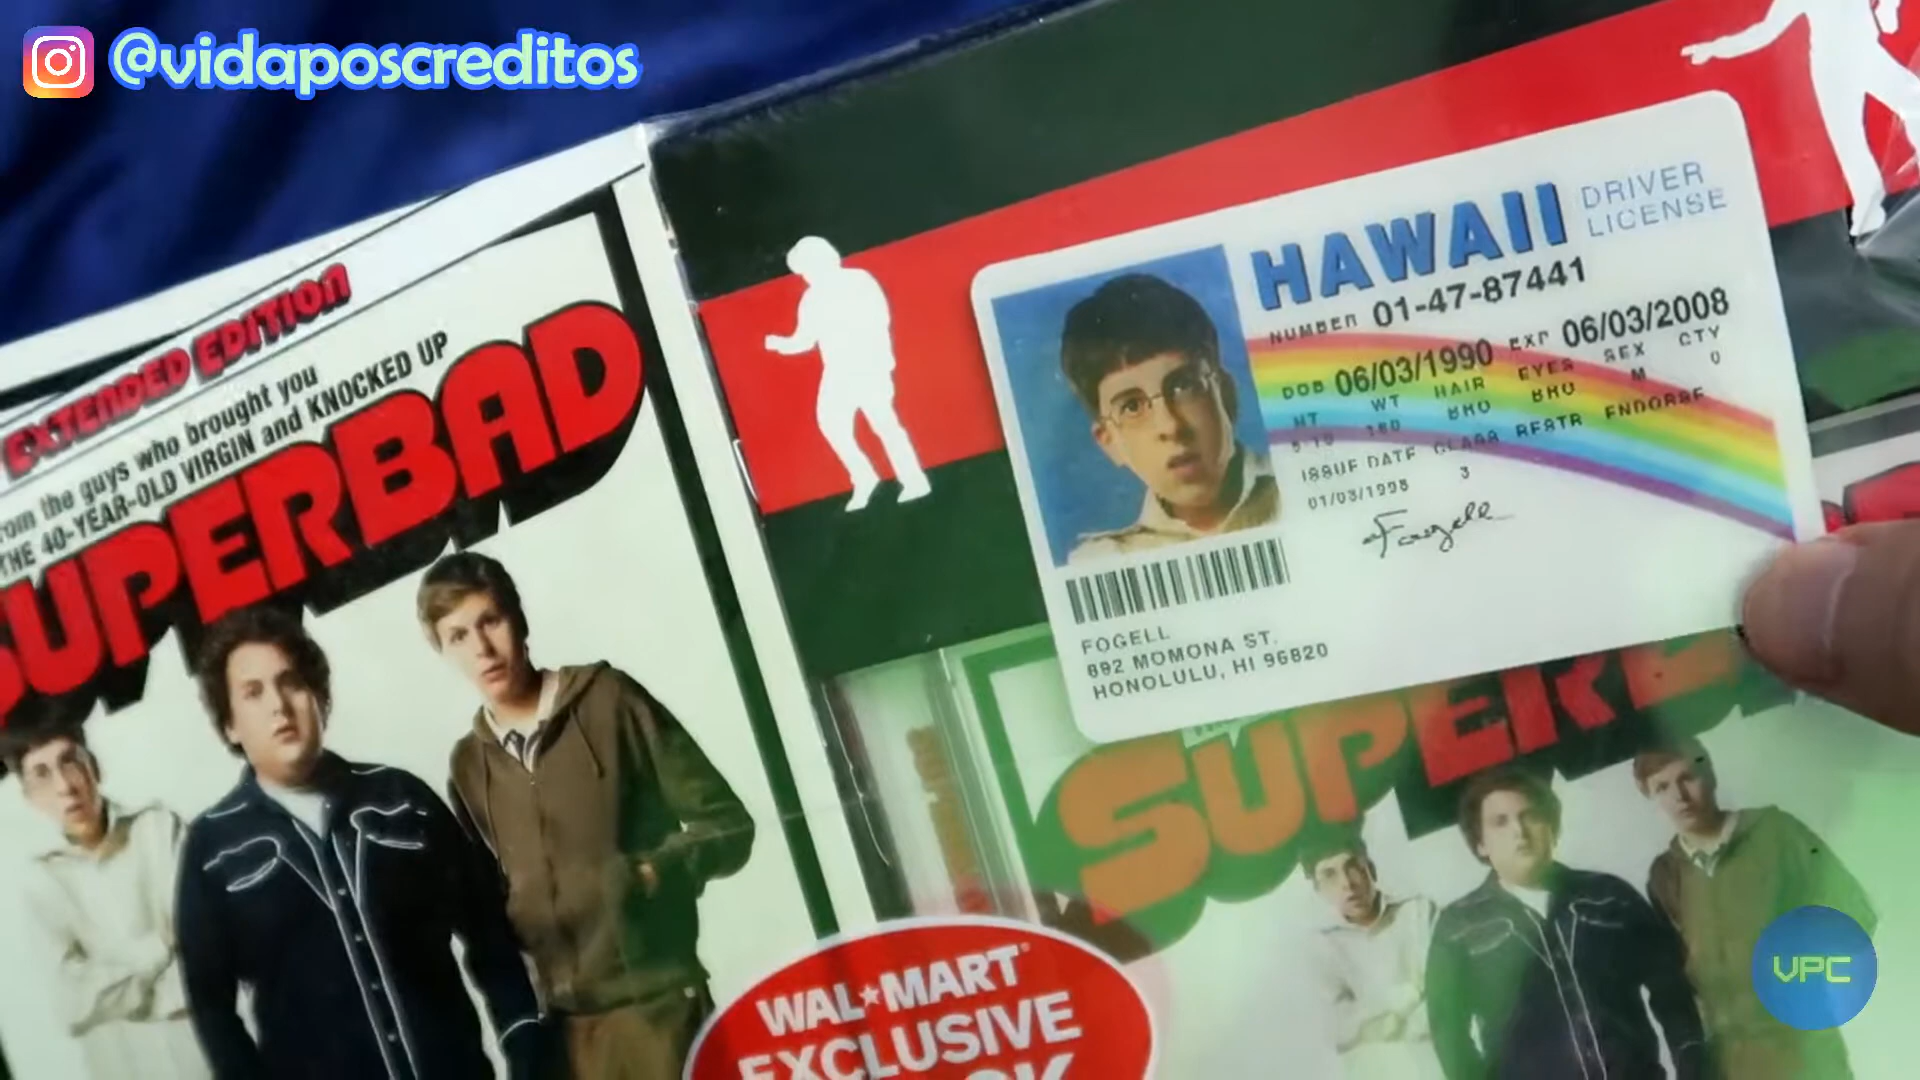 @vidaposcreditos
EXTENDED EDITION
from the guys who brought you
THE 40-YEAR-OLD VIRGIN and KNOCKED UP
SUPERBAD
HAWAII DRIVER
LICENSE
NUMBER 01-47-87441
DOB 06/03/1990 EXP 06/03/2008
HT WT HAIR EYES SEX CTY
BRO BRO M 0
ISSUE DATE CLASS RESTR ENDORSE
01/03/1998 3
Fogell
FOGELL
892 MOMONA ST.
HONOLULU, HI 96820
SUPERB
WAL★MART
EXCLUSIVE
VPC